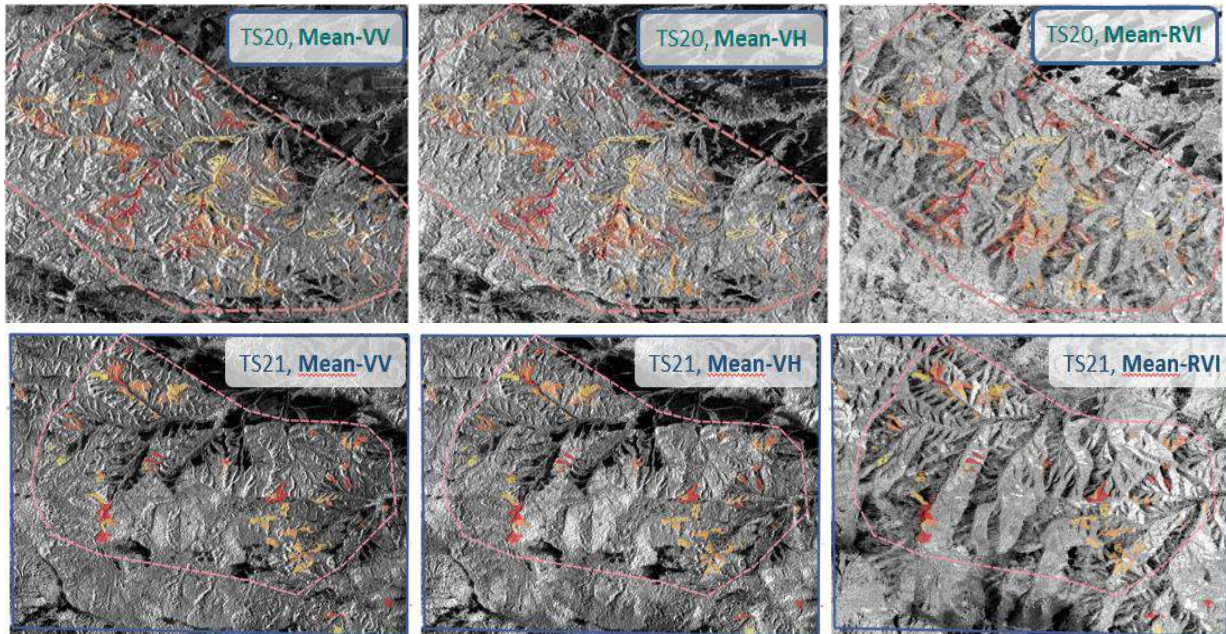 TS20, Mean-VV
TS20, Mean-VH
TS20, Mean-RVI
TS21, Mean-VV
TS21, Mean-VH
TS21, Mean-RVI